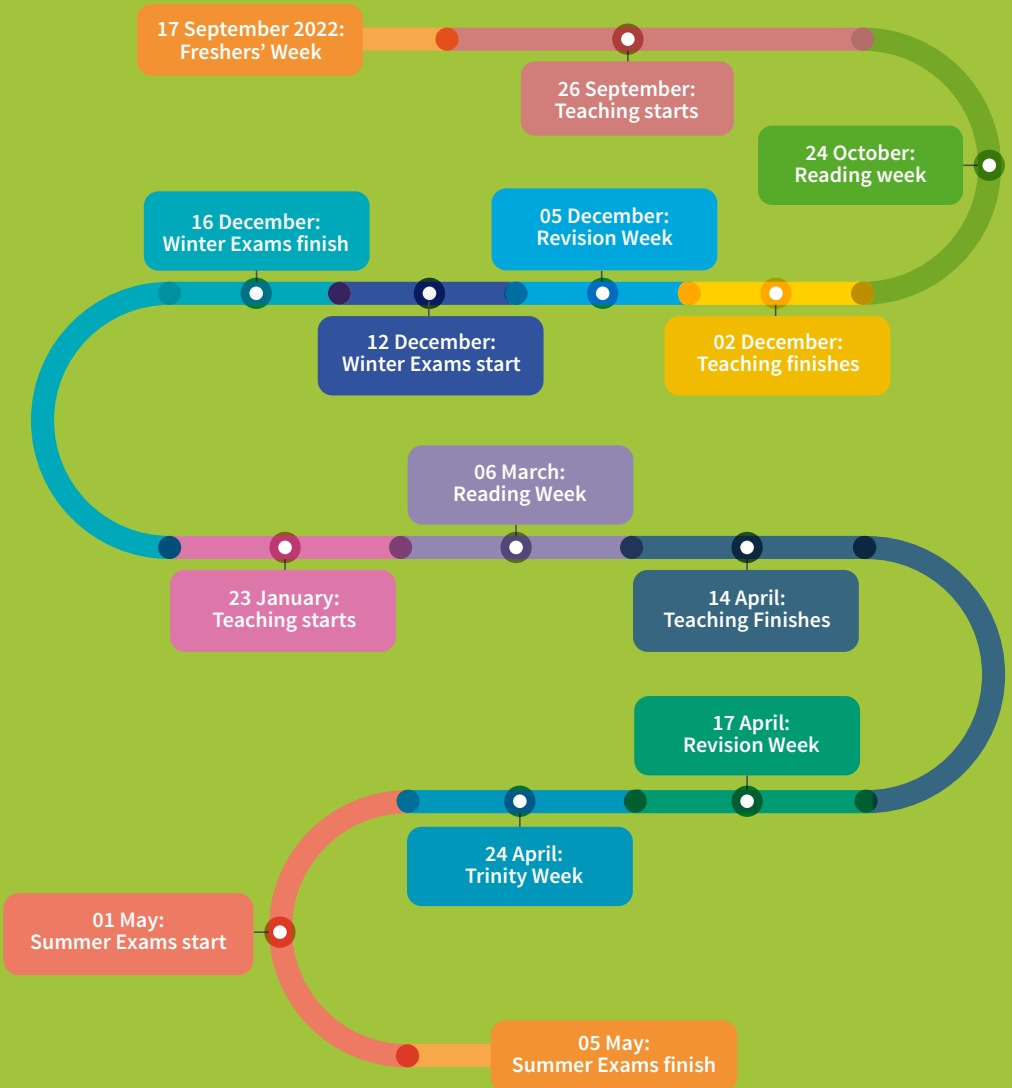 17 September 2022:
Freshers’ Week
26 September:
Teaching starts
24 October:
Reading week
02 December:
Teaching finishes
05 December:
Revision Week
12 December:
Winter Exams start
16 December:
Winter Exams finish
23 January:
Teaching starts
06 March:
Reading Week
14 April:
Teaching Finishes
17 April:
Revision Week
24 April:
Trinity Week
01 May:
Summer Exams start
05 May:
Summer Exams finish